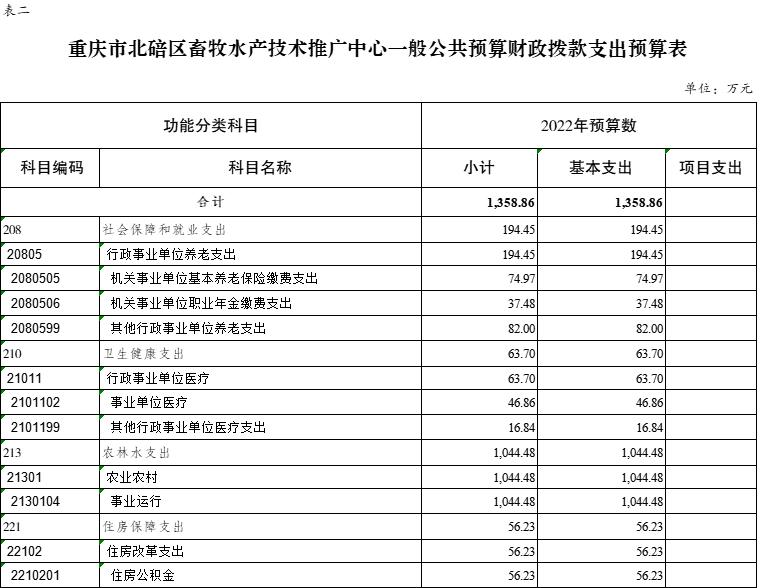 表二
重庆市北碚区畜牧水产技术推广中心一般公共预算财政拨款支出预算表
单位：万元
功能分类科目 2022年预算数
科目编码 科目名称 小计 基本支出 项目支出
合计 1,358.86 1,358.86
208 社会保障和就业支出 194.45 194.45
20805 行政事业单位养老支出 194.45 194.45
2080505 机关事业单位基本养老保险缴费支出 74.97 74.97
2080506 机关事业单位职业年金缴费支出 37.48 37.48
2080599 其他行政事业单位养老支出 82.00 82.00
210 卫生健康支出 63.70 63.70
21011 行政事业单位医疗 63.70 63.70
2101102 事业单位医疗 46.86 46.86
2101199 其他行政事业单位医疗支出 16.84 16.84
213 农林水支出 1,044.48 1,044.48
21301 农业农村 1,044.48 1,044.48
2130104 事业运行 1,044.48 1,044.48
221 住房保障支出 56.23 56.23
22102 住房改革支出 56.23 56.23
2210201 住房公积金 56.23 56.23